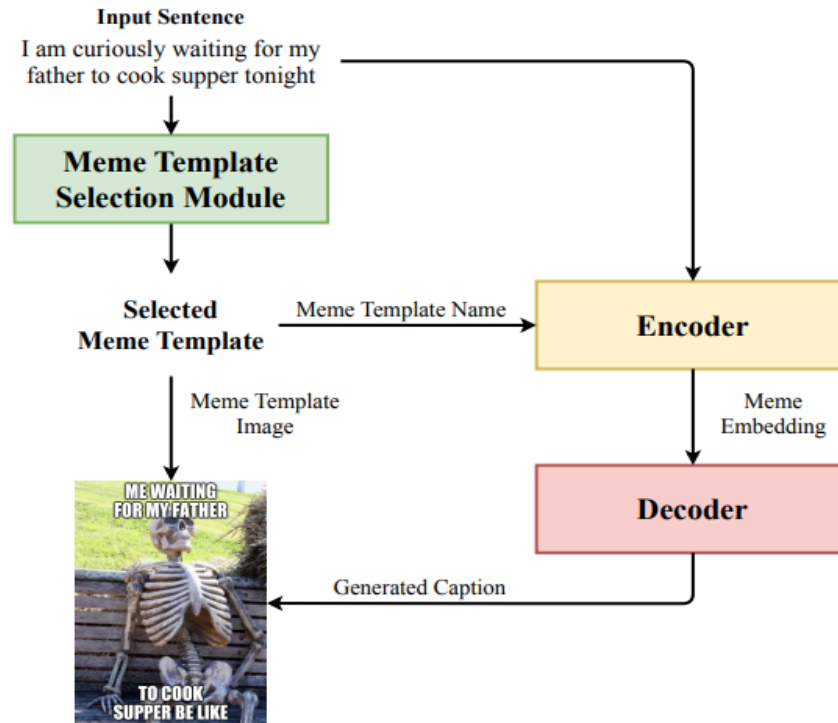 Input Sentence
I am curiously waiting for my
father to cook supper tonight
Meme Template
Selection Module
Selected
Meme Template
Meme Template Name
Encoder
Meme Template
Image
Meme
Embedding
Decoder
Generated Caption
ME WAITING
FOR MY FATHER
TO COOK
SUPPER BE LIKE